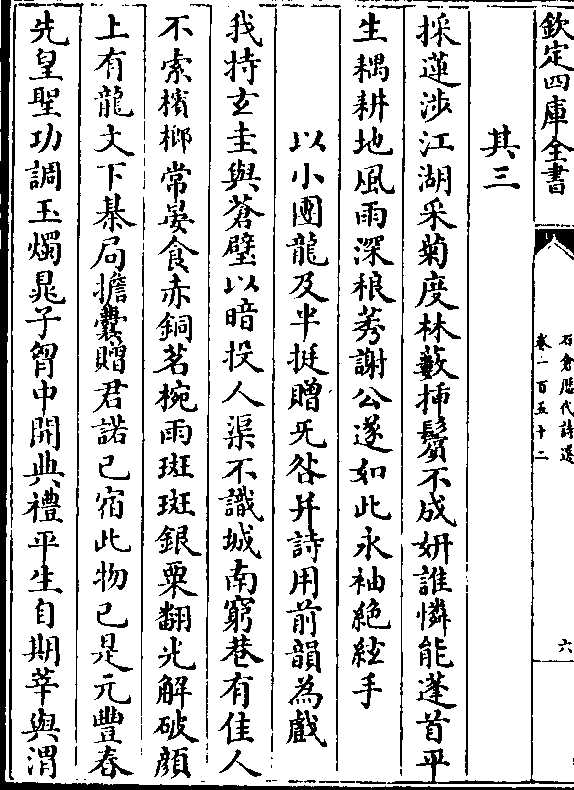 欽定四庫全書
石倉歷代詩選
卷一百五十二
六
其三
採蓮涉江湖采菊度林藪挿鬢不成妍誰憐能蓬首平
生耦耕地風雨深稂莠謝公遂如此永袖絶絃手
以小團龍及半挺贈旡咎并詩用前韻為戲
我持玄圭與蒼璧以暗投人渠不識城南窮巷有佳人
不索檳榔常晏食赤銅茗椀雨斑斑銀粟翻光解破顔
上有龍文下棊局擔囊贈君諾已宿此物已是元豐春
先皇聖功調玉燭晁子胷中開典禮平生自期莘與渭